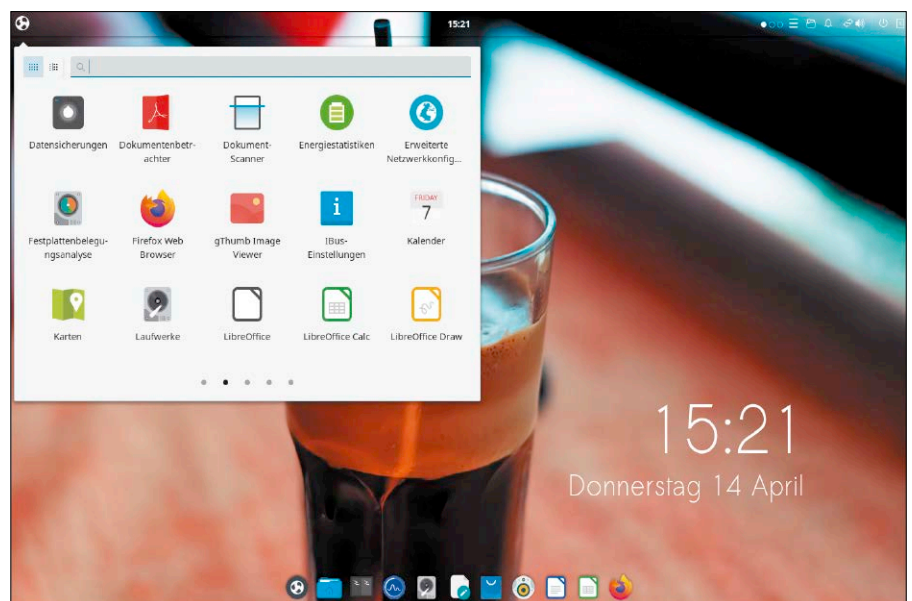 15:21
Datensicherungen
Dokumentenbetr-
achter
Dokument-
Scanner
Energiestatistiken
Erweiterte
Netzwerkkonfig...
Festplattenbelegu-
ngsanalyse
Firefox Web
Browser
gThumb Image
Viewer
i
IBus-
Einstellungen
FRIDAY
7
Kalender
Karten
Laufwerke
LibreOffice
LibreOffice Calc
LibreOffice Draw
15:21
Donnerstag 14 April